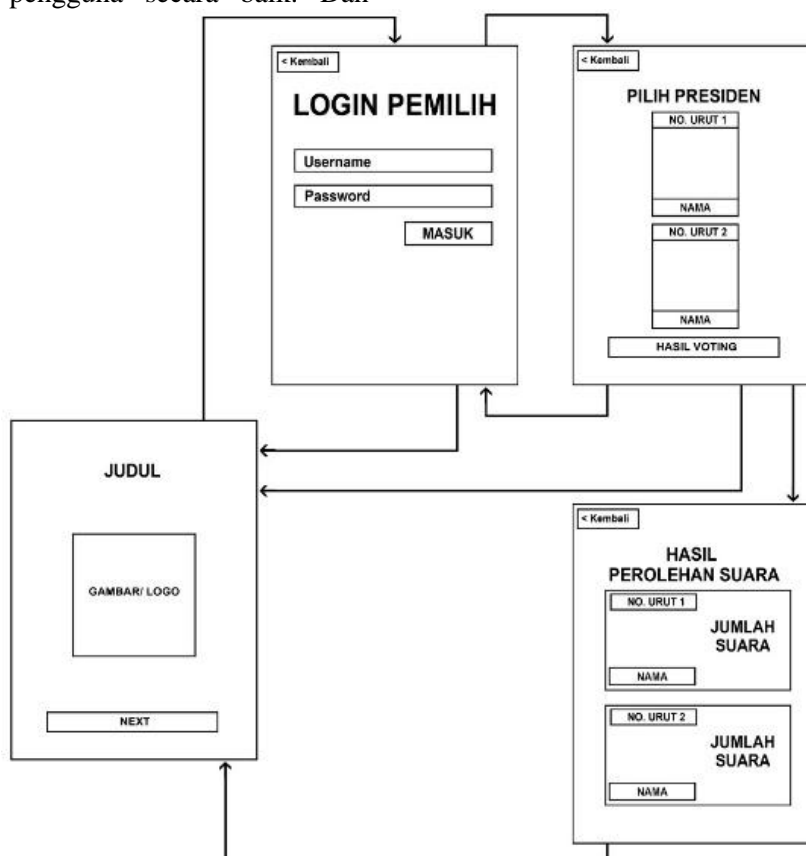 pengguna secara baik. Dan
< Kembali
LOGIN PEMILIH
Username
Password
MASUK
< Kembali
PILIH PRESIDEN
NO. URUT 1
NAMA
NO. URUT 2
NAMA
HASIL VOTING
JUDUL
GAMBAR/ LOGO
NEXT
< Kembali
HASIL
PEROLEHAN SUARA
NO. URUT 1
JUMLAH
SUARA
NAMA
NO. URUT 2
JUMLAH
SUARA
NAMA